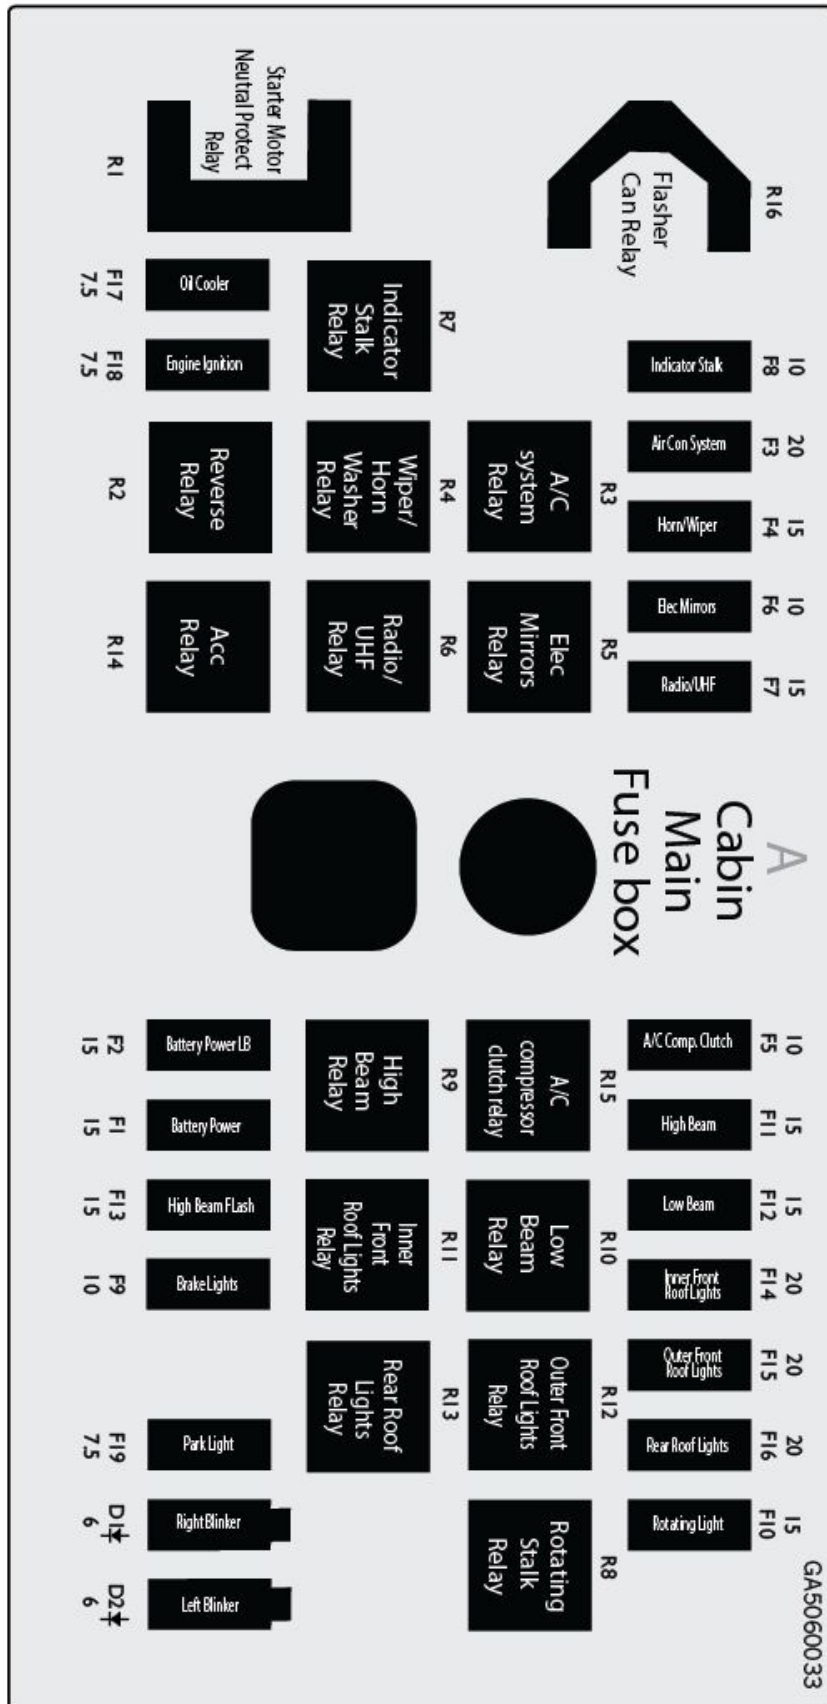 Starter Motor
Neutral Protect
Relay
R1
Flasher
Can Relay
R16
Oil Cooler
F17
7.5
Indicator
Stalk
Relay
R7
Engine Ignition
F18
7.5
Indicator Stalk
10
F8
Reverse
Relay
R2
Wiper/
Horn
Washer
Relay
R4
A/C
system
Relay
R3
Air Con System
20
F3
Horn/Wiper
15
F4
Acc
Relay
R14
Radio/
UHF
Relay
R6
Elec
Mirrors
Relay
R5
Elec Mirrors
10
F6
Radio/UHF
15
F7
A
Cabin
Main
Fuse box
Battery Power LB
F2
15
High
Beam
Relay
R9
A/C
compressor
clutch relay
R15
A/C Comp. Clutch
10
F5
Battery Power
F1
15
High Beam
15
F11
High Beam FLash
F13
15
Inner
Front
Roof Lights
Relay
R11
Low
Beam
Relay
R10
Low Beam
15
F12
Brake Lights
F9
10
Inner Front
Roof Lights
20
F14
Rear Roof
Lights
Relay
R13
Outer Front
Roof Lights
Relay
R12
Outer Front
Roof Lights
20
F15
Park Light
F19
7.5
Rear Roof Lights
20
F16
Right Blinker
D1
6
Rotating
Stalk
Relay
R8
Rotating Light
15
F10
Left Blinker
D2
6
GA5060033